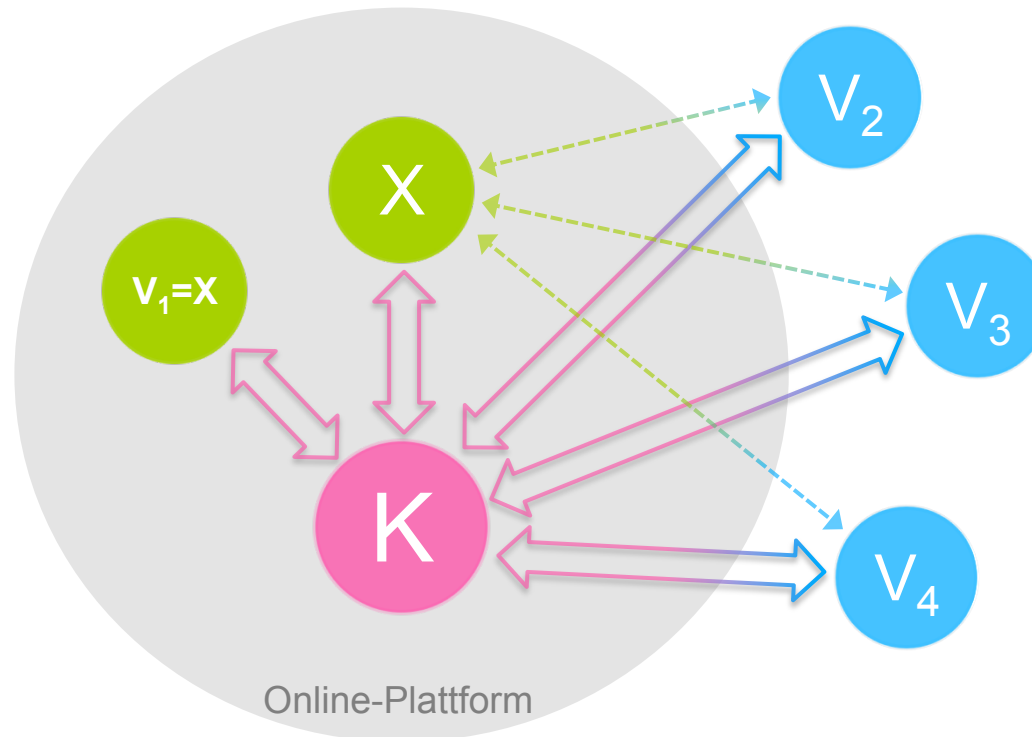 V₂
X
V₁=X
V₃
K
V₄
Online-Plattform